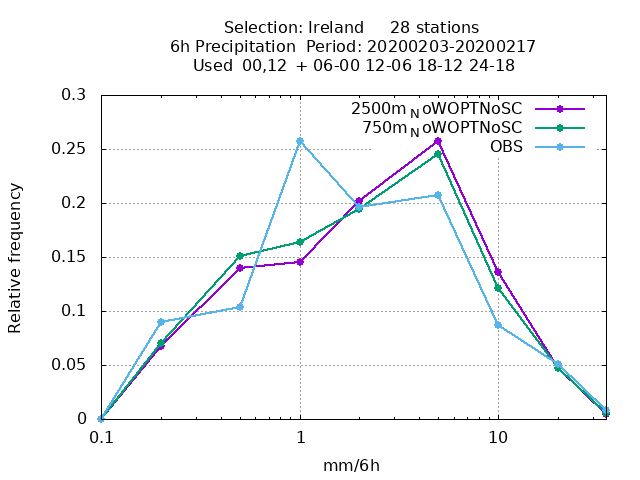 Selection: Ireland 28 stations
6h Precipitation Period: 20200203-20200217
Used 00,12 + 06-00 12-06 18-12 24-18
0.3
0.25
0.2
0.15
0.1
0.05
0
Relative frequency
2500m_NoWOPTNoSC
750m_NoWOPTNoSC
OBS
0.1 1 10
mm/6h